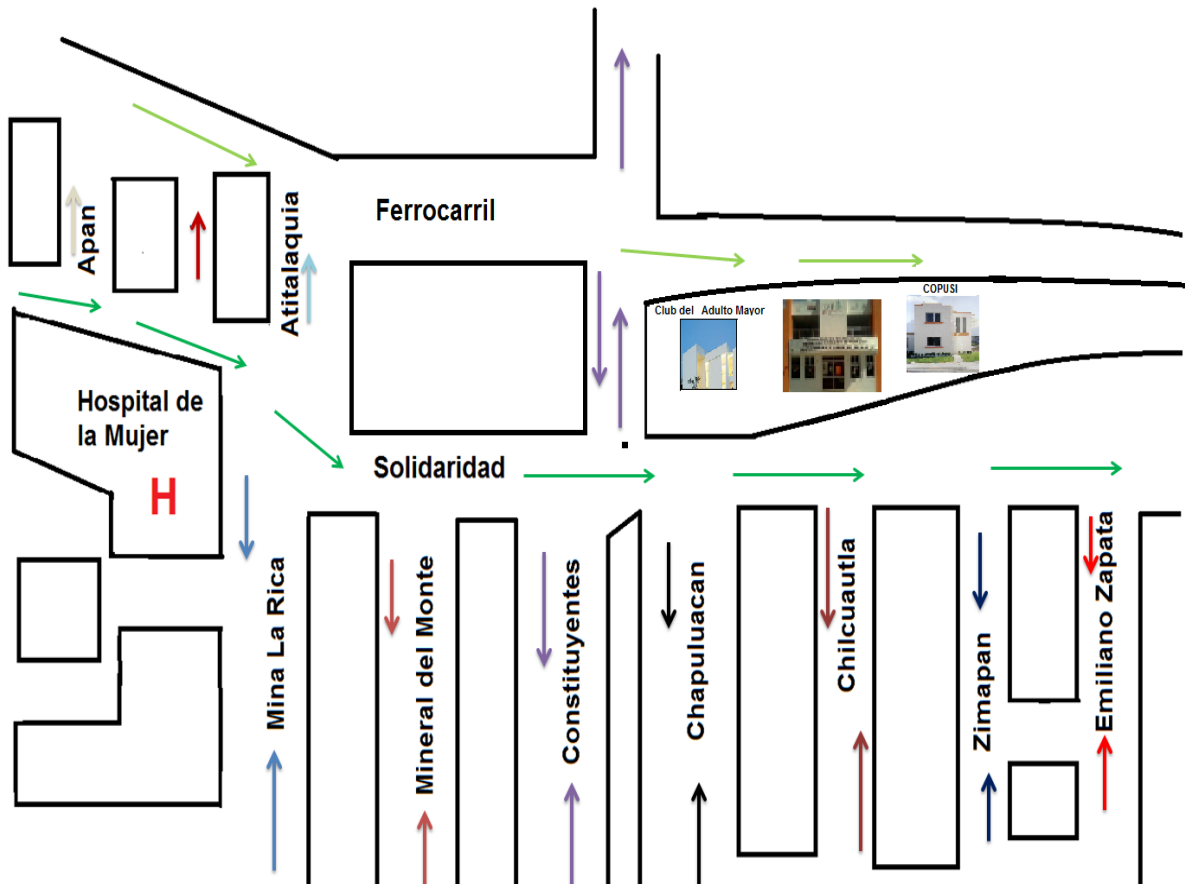 Ferrocarril
Apan
Atitalaquia
COPUSI
Club del Adulto Mayor
Hospital de
la Mujer
H
Solidaridad
Mina La Rica
Mineral del Monte
Constituyentes
Chapuluacan
Chilcuautla
Zimapan
Emiliano Zapata